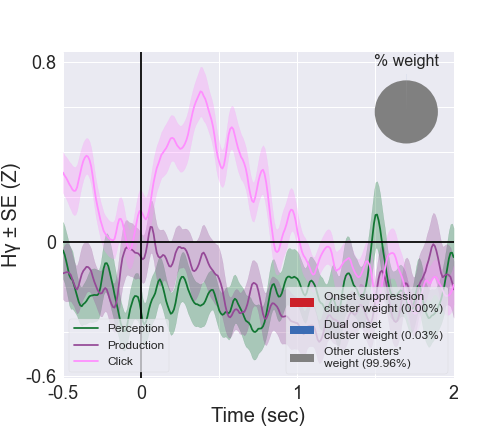 % weight
0.8
0
-0.6
Hγ ± SE (Z)
Perception
Production
Click
Onset suppression
cluster weight (0.00%)
Dual onset
cluster weight (0.03%)
Other clusters'
weight (99.96%)
-0.5
0
1
2
Time (sec)